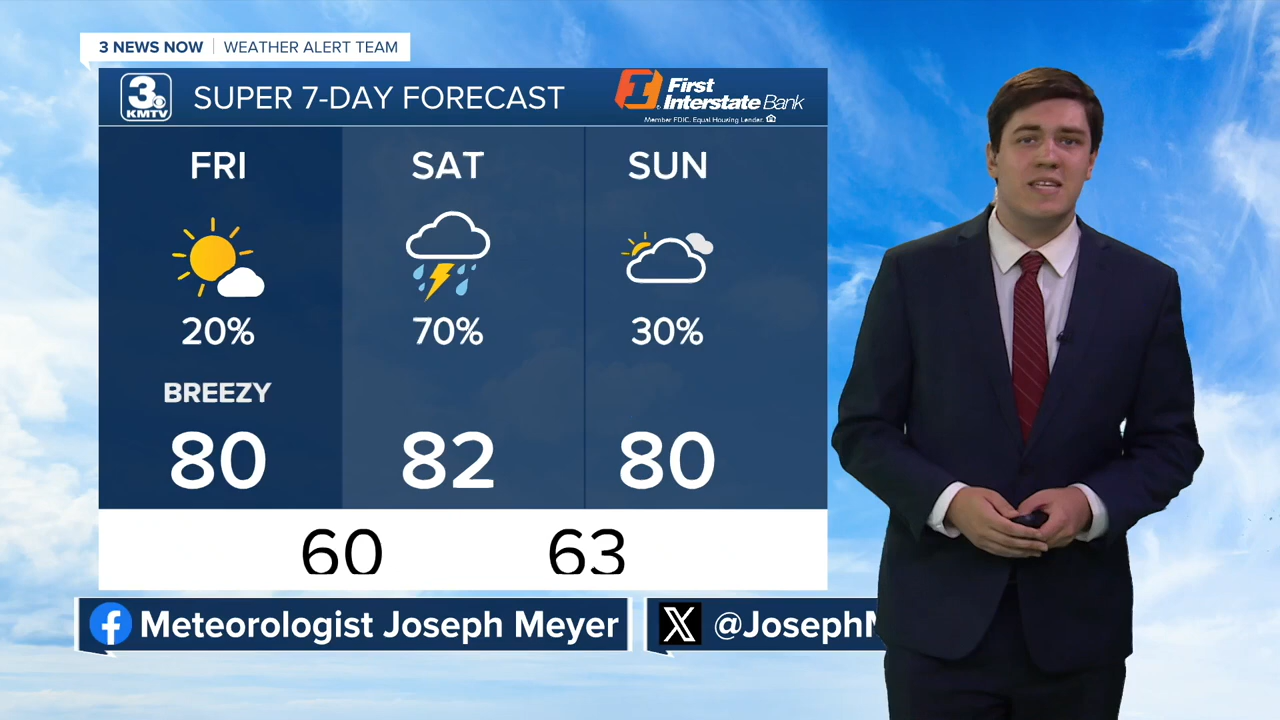 3 NEWS NOW | WEATHER ALERT TEAM
3 KMTV
SUPER 7-DAY FORECAST
First Interstate Bank
Member FDIC. Equal Housing Lender.
FRI SAT SUN
20% 70% 30%
BREEZY
80 82 80
60 63
Meteorologist Joseph Meyer
@Joseph